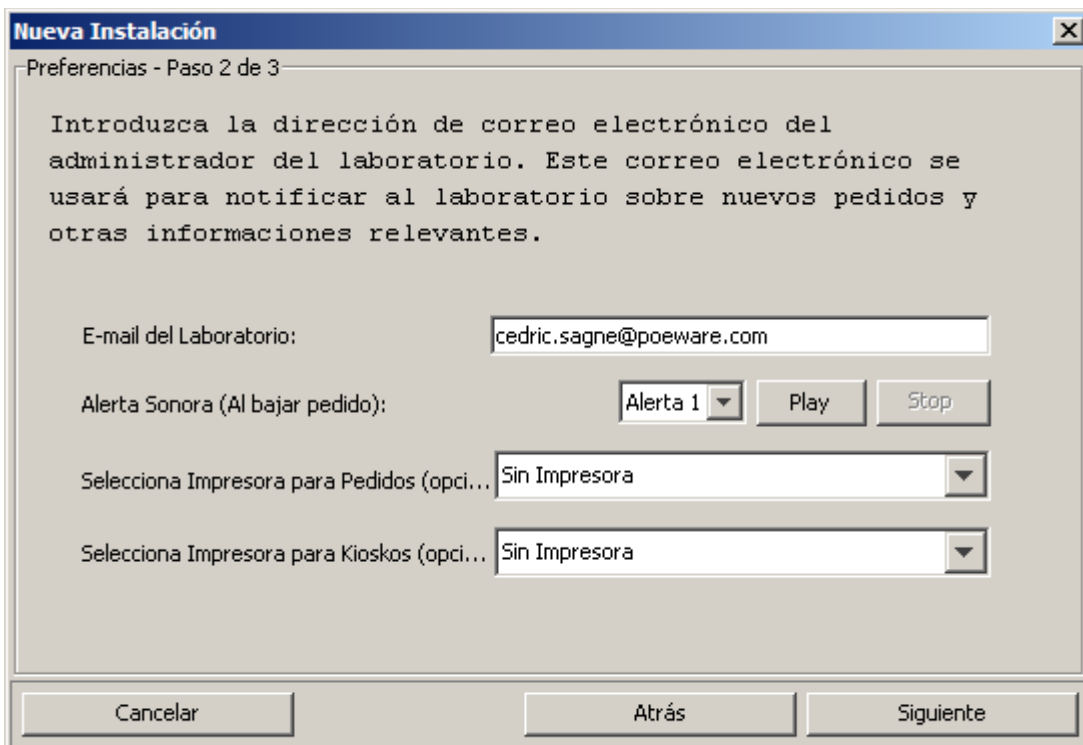 Nueva Instalación
Preferencias - Paso 2 de 3
Introduzca la dirección de correo electrónico del
administrador del laboratorio. Este correo electrónico se
usará para notificar al laboratorio sobre nuevos pedidos y
otras informaciones relevantes.
E-mail del Laboratorio: cedric.sagne@poeware.com
Alerta Sonora (Al bajar pedido): Alerta 1 Play Stop
Selecciona Impresora para Pedidos (opci... Sin Impresora
Selecciona Impresora para Kioskos (opci... Sin Impresora
Cancelar Atrás Siguiente